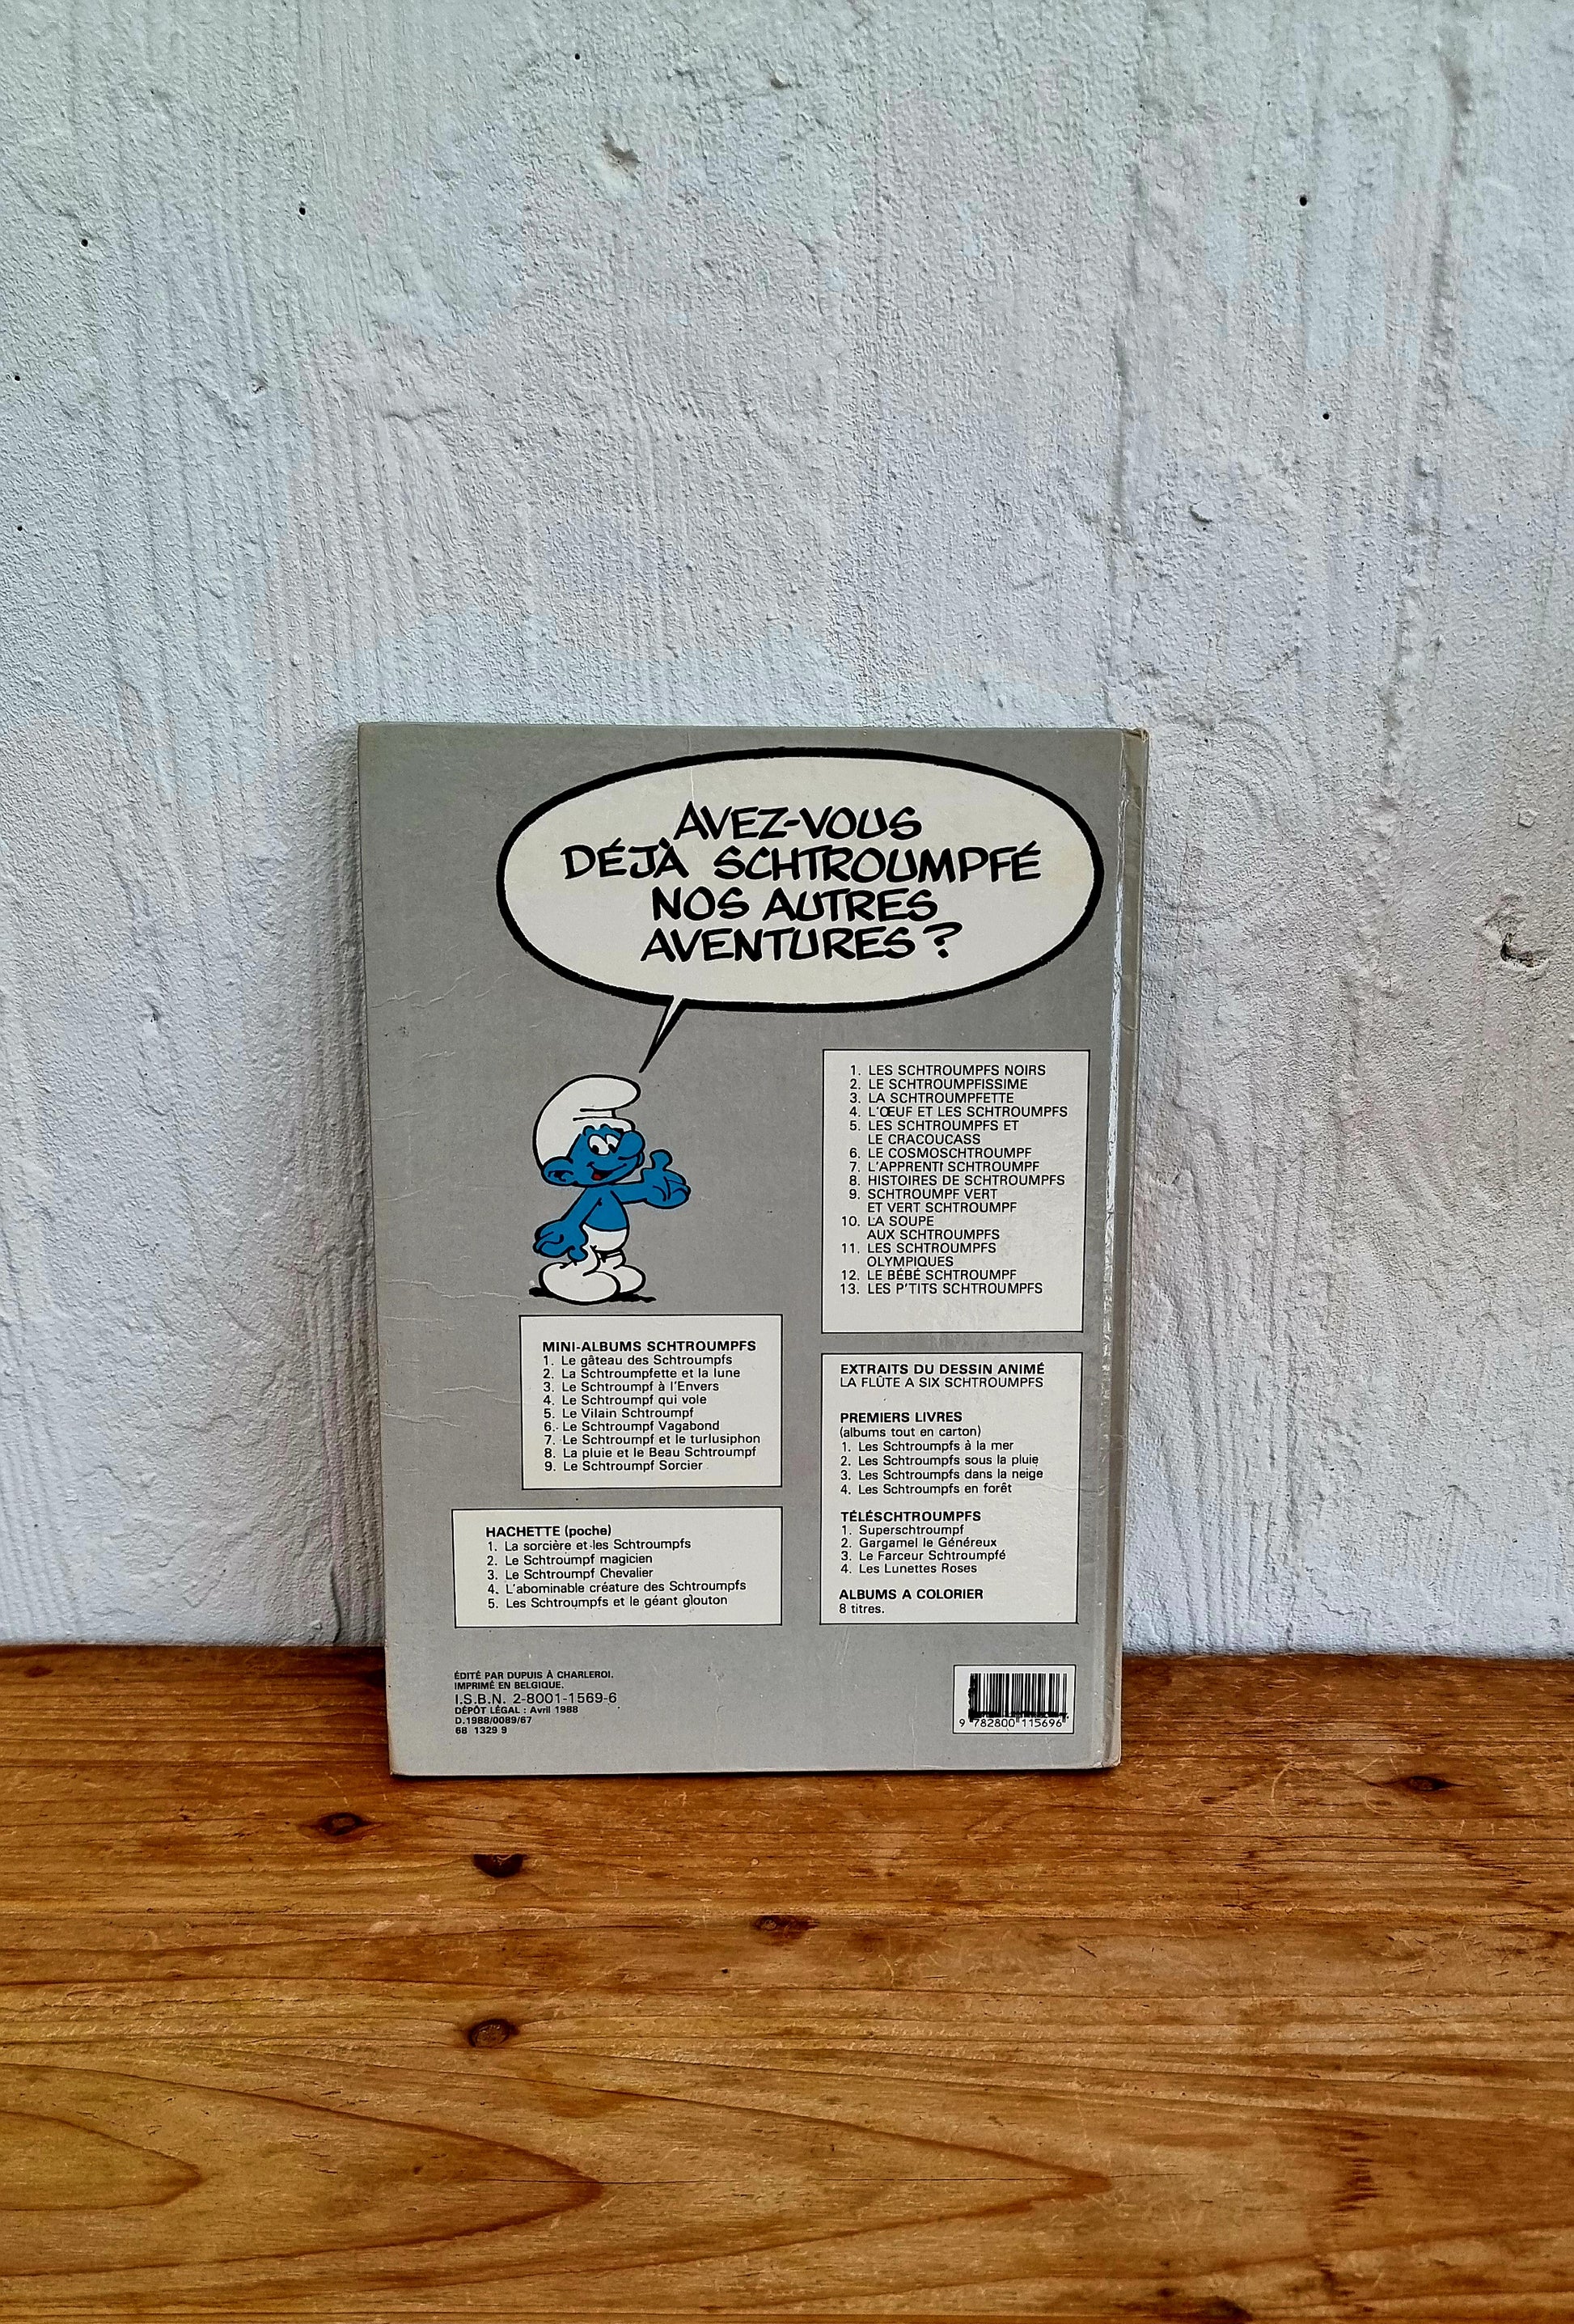 AVEZ-VOUS
DÉJÀ SCHTROUMPFÉ
NOS AUTRES
AVENTURES ?
1. LES SCHTROUMPFS NOIRS
2. LE SCHTROUMPFISSIME
3. LA SCHTROUMPFETTE
4. L'ŒUF ET LES SCHTROUMPFS
5. LES SCHTROUMPFS ET
LE CRACOUCASS
6. LE COSMOSCHTROUMPF
7. L'APPRENTI SCHTROUMPF
8. HISTOIRES DE SCHTROUMPFS
9. SCHTROUMPF VERT
ET VERT SCHTROUMPF
10. LA SOUPE
AUX SCHTROUMPFS
11. LES SCHTROUMPFS
OLYMPIQUES
12. LE BÉBÉ SCHTROUMPF
13. LES P'TITS SCHTROUMPFS
MINI-ALBUMS SCHTROUMPFS
1. Le gâteau des Schtroumpfs
2. La Schtroumpfette et la lune
3. Le Schtroumpf à l'Envers
4. Le Schtroumpf qui vole
5. Le Vilain Schtroumpf
6. Le Schtroumpf Vagabond
7. Le Schtroumpf et le turlusiphon
8. La pluie et le Beau Schtroumpf
9. Le Schtroumpf Sorcier
EXTRAITS DU DESSIN ANIMÉ
LA FLÛTE A SIX SCHTROUMPFS
PREMIERS LIVRES
(albums tout en carton)
1. Les Schtroumpfs à la mer
2. Les Schtroumpfs sous la pluie
3. Les Schtroumpfs dans la neige
4. Les Schtroumpfs en forêt
TÉLÉSCHTROUMPFS
1. Superschtroumpf
2. Gargamel le Généreux
3. Le Farceur Schtroumpfé
4. Les Lunettes Roses
ALBUMS A COLORIER
8 titres.
HACHETTE (poche)
1. La sorcière et les Schtroumpfs
2. Le Schtroumpf magicien
3. Le Schtroumpf Chevalier
4. L'abominable créature des Schtroumpfs
5. Les Schtroumpfs et le géant glouton
ÉDITÉ PAR DUPUIS À CHARLEROI.
IMPRIMÉ EN BELGIQUE.
I.S.B.N. 2-8001-1569-6
DÉPÔT LÉGAL : Avril 1988
D.1988/0089/67
68 1329 9
9 782800 115696